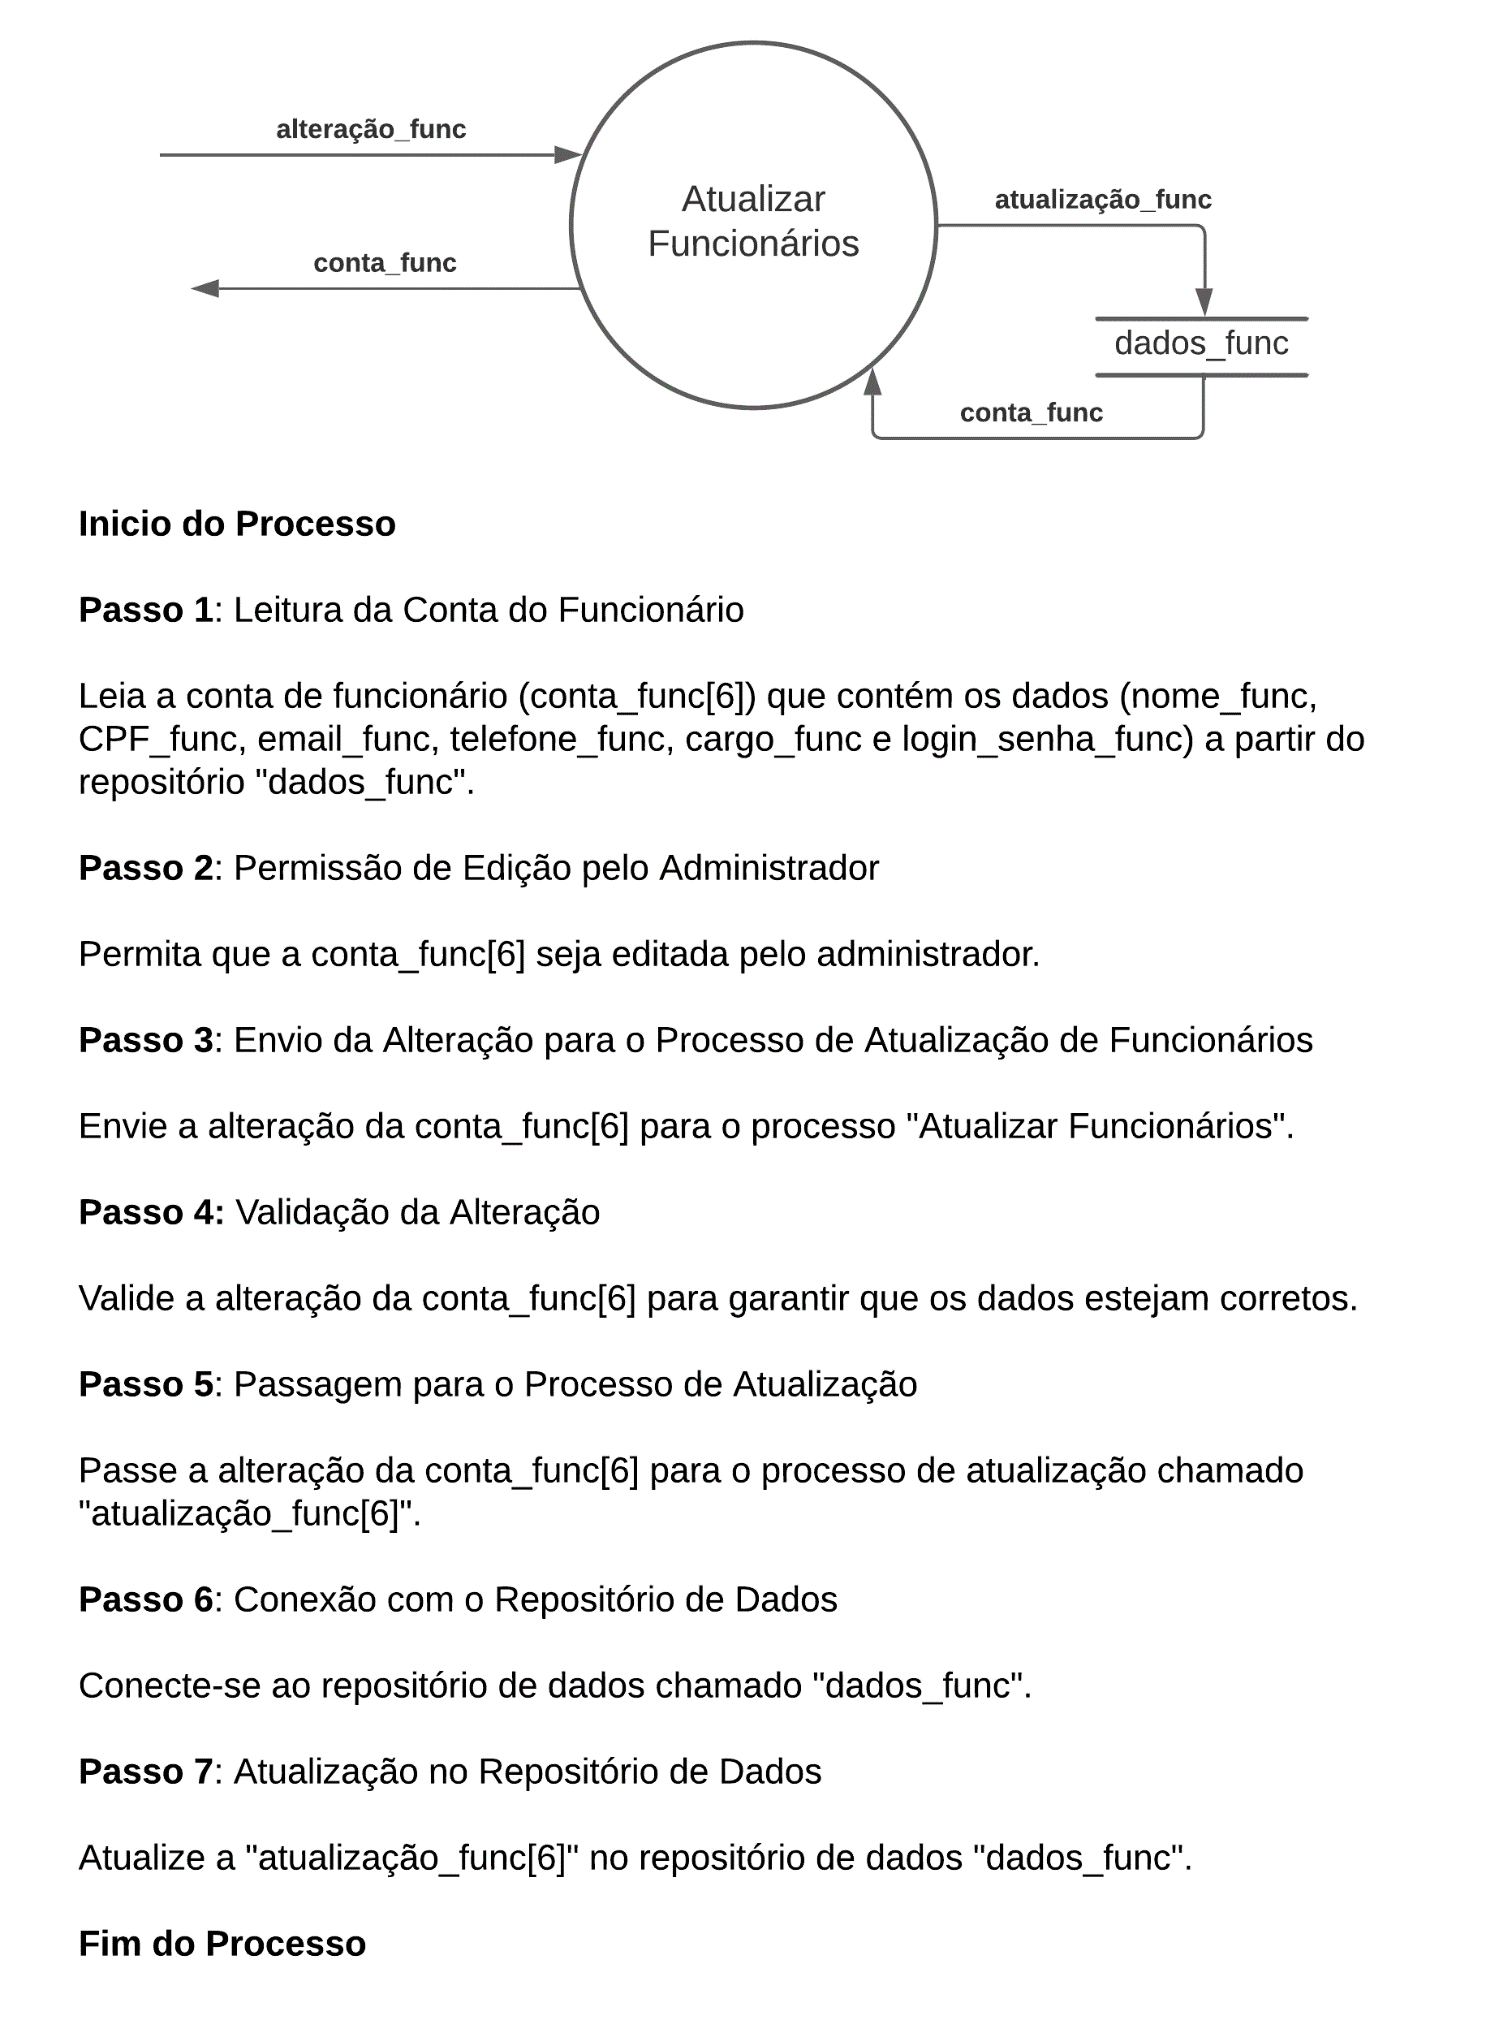 alteração_func
Atualizar
Funcionários
atualização_func
conta_func
dados_func
conta_func
Inicio do Processo
Passo 1: Leitura da Conta do Funcionário
Leia a conta de funcionário (conta_func[6]) que contém os dados (nome_func,
CPF_func, email_func, telefone_func, cargo_func e login_senha_func) a partir do
repositório "dados_func".
Passo 2: Permissão de Edição pelo Administrador
Permita que a conta_func[6] seja editada pelo administrador.
Passo 3: Envio da Alteração para o Processo de Atualização de Funcionários
Envie a alteração da conta_func[6] para o processo "Atualizar Funcionários".
Passo 4: Validação da Alteração
Valide a alteração da conta_func[6] para garantir que os dados estejam corretos.
Passo 5: Passagem para o Processo de Atualização
Passe a alteração da conta_func[6] para o processo de atualização chamado
"atualização_func[6]".
Passo 6: Conexão com o Repositório de Dados
Conecte-se ao repositório de dados chamado "dados_func".
Passo 7: Atualização no Repositório de Dados
Atualize a "atualização_func[6]" no repositório de dados "dados_func".
Fim do Processo